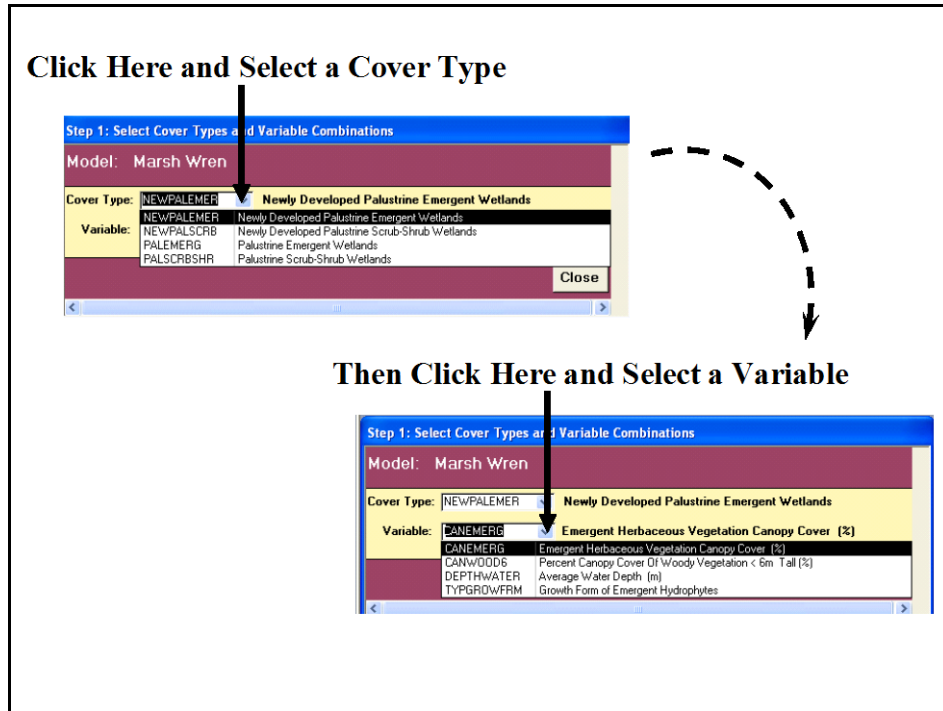 Click Here and Select a Cover Type
Step 1: Select Cover Types and Variable Combinations
Model: Marsh Wren
Cover Type: NEWPALEMER Newly Developed Palustrine Emergent Wetlands
NEWPALEMER Newly Developed Palustrine Emergent Wetlands
Variable: NEWPALSCRB Newly Developed Palustrine Scrub-Shrub Wetlands
PALEMERG Palustrine Emergent Wetlands
PALSCRBSHR Palustrine Scrub-Shrub Wetlands
Close
Then Click Here and Select a Variable
Step 1: Select Cover Types and Variable Combinations
Model: Marsh Wren
Cover Type: NEWPALEMER Newly Developed Palustrine Emergent Wetlands
Variable: CANEMERG Emergent Herbaceous Vegetation Canopy Cover (%)
CANEMERG Emergent Herbaceous Vegetation Canopy Cover (%)
CANWOOD6 Percent Canopy Cover Of Woody Vegetation < 6m Tall (%)
DEPTHWATER Average Water Depth (m)
TYPGROWFRM Growth Form of Emergent Hydrophytes